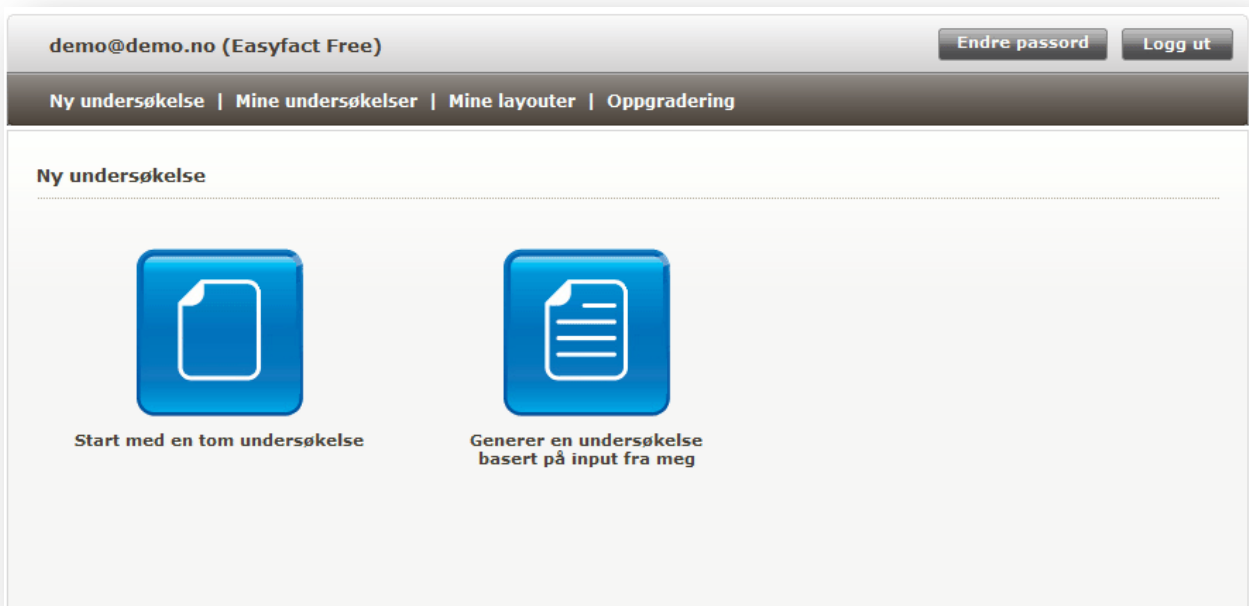 demo@demo.no (Easyfact Free)
Endre passord
Logg ut
Ny undersøkelse | Mine undersøkelser | Mine layouter | Oppgradering
Ny undersøkelse
Start med en tom undersøkelse
Generer en undersøkelse
basert på input fra meg